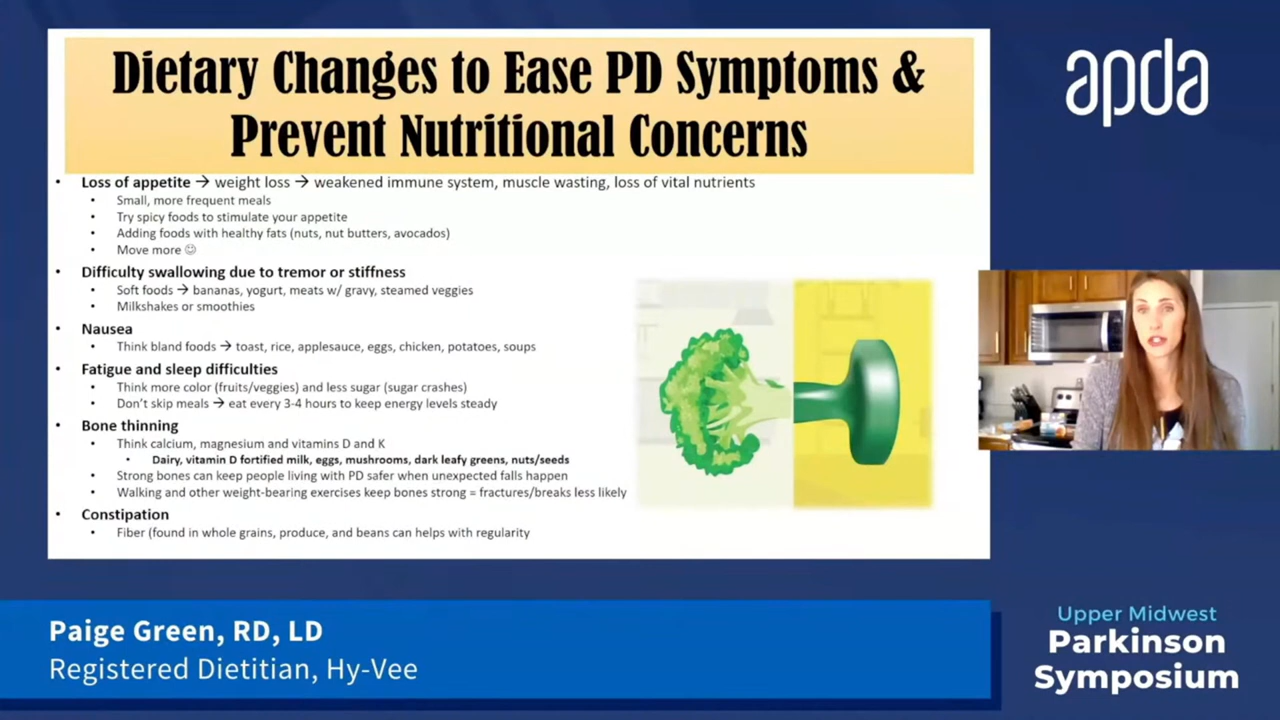 Dietary Changes to Ease PD Symptoms &
Prevent Nutritional Concerns
• Loss of appetite → weight loss → weakened immune system, muscle wasting, loss of vital nutrients
• Small, more frequent meals
• Try spicy foods to stimulate your appetite
• Adding foods with healthy fats (nuts, nut butters, avocados)
• Move more ☺
• Difficulty swallowing due to tremor or stiffness
• Soft foods → bananas, yogurt, meats w/ gravy, steamed veggies
• Milkshakes or smoothies
• Nausea
• Think bland foods → toast, rice, applesauce, eggs, chicken, potatoes, soups
• Fatigue and sleep difficulties
• Think more color (fruits/veggies) and less sugar (sugar crashes)
• Don't skip meals → eat every 3-4 hours to keep energy levels steady
• Bone thinning
• Think calcium, magnesium and vitamins D and K
• Dairy, vitamin D fortified milk, eggs, mushrooms, dark leafy greens, nuts/seeds
• Strong bones can keep people living with PD safer when unexpected falls happen
• Walking and other weight-bearing exercises keep bones strong = fractures/breaks less likely
• Constipation
• Fiber (found in whole grains, produce, and beans can helps with regularity
apda
Paige Green, RD, LD
Registered Dietitian, Hy-Vee
Upper Midwest
Parkinson
Symposium